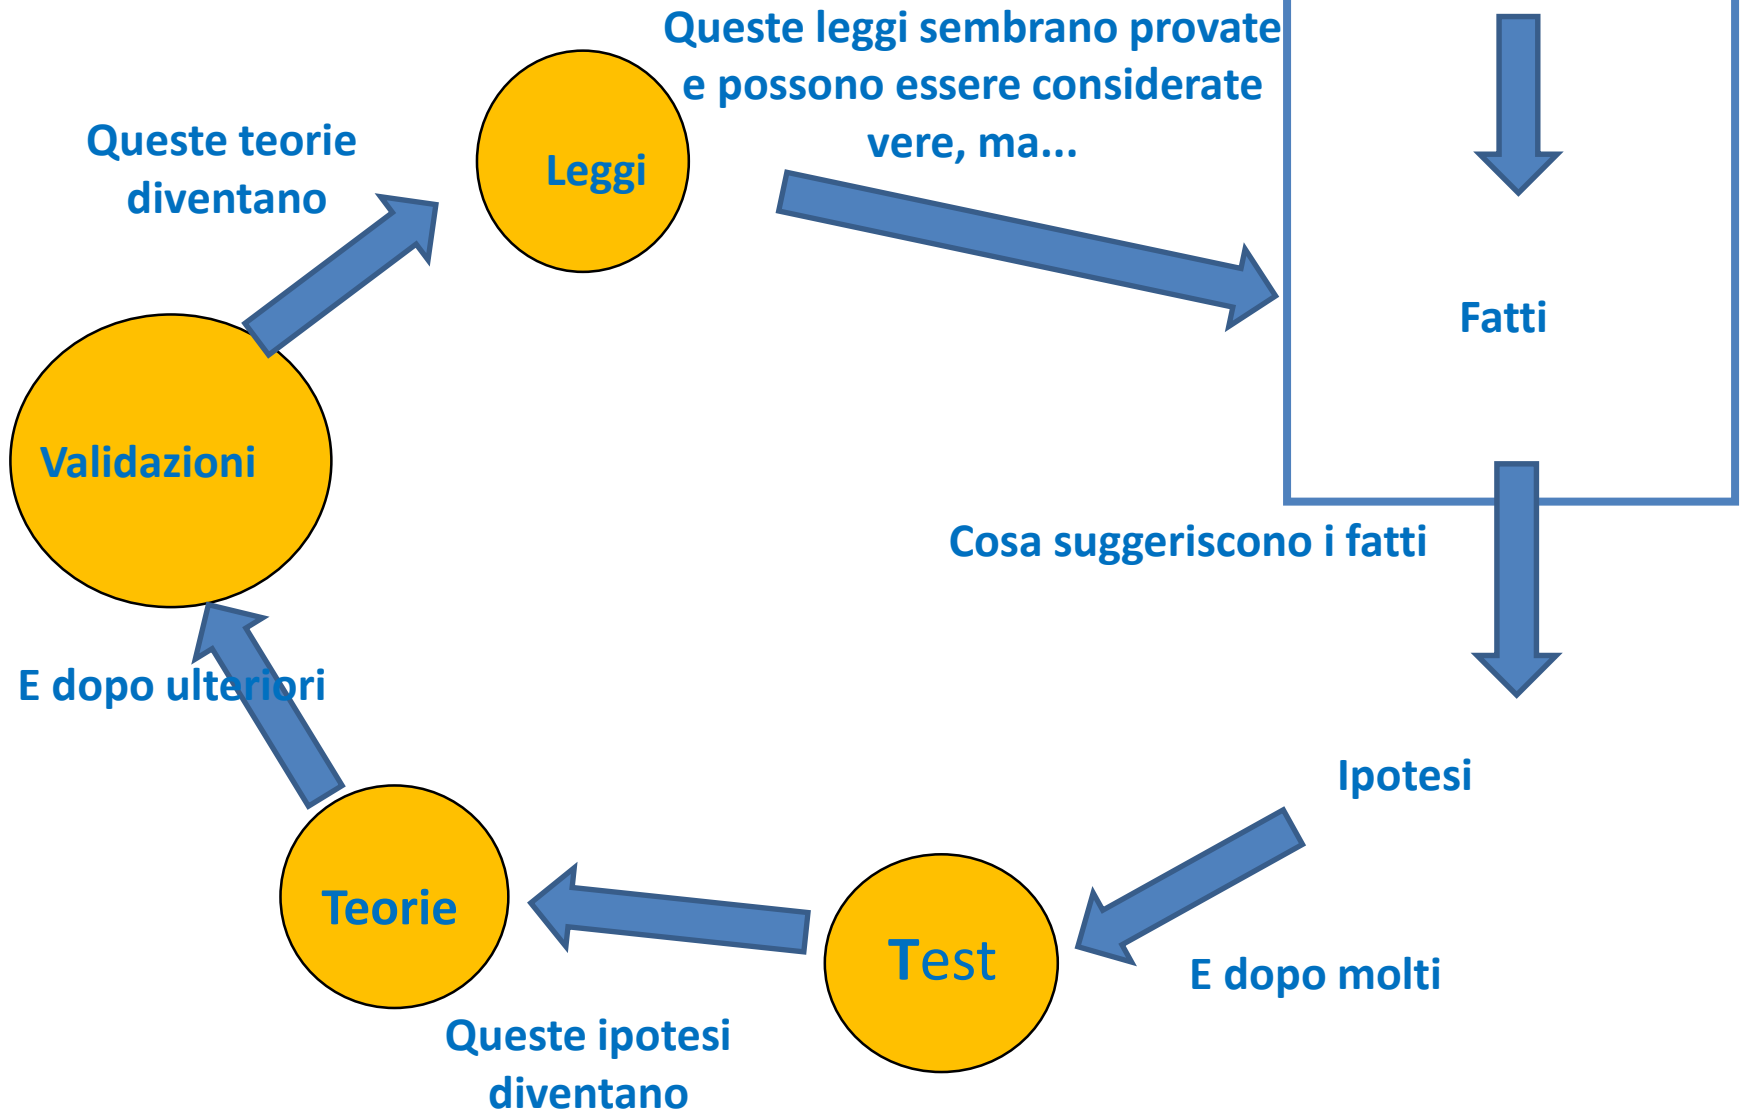 Queste leggi sembrano provate
e possono essere considerate
vere, ma...
Queste teorie
diventano
Leggi
Fatti
Validazioni
Cosa suggeriscono i fatti
E dopo ulteriori
Ipotesi
Teorie
Test
E dopo molti
Queste ipotesi
diventano